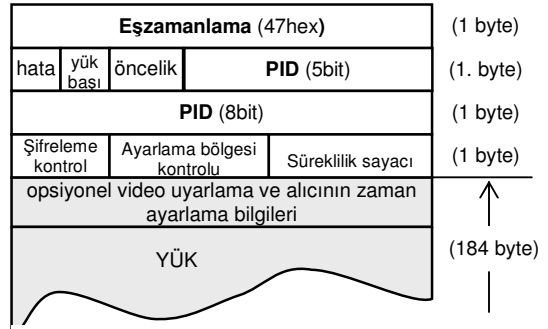 Eşzamanlama (47hex) (1 byte)
hata yük başı öncelik PID (5bit) (1. byte)
PID (8bit) (1 byte)
Şifreleme kontrol Ayarlama bölgesi kontrolu Süreklilik sayacı (1 byte)
opsiyonel video uyarlama ve alıcının zaman
ayarlama bilgileri
YÜK (184 byte)